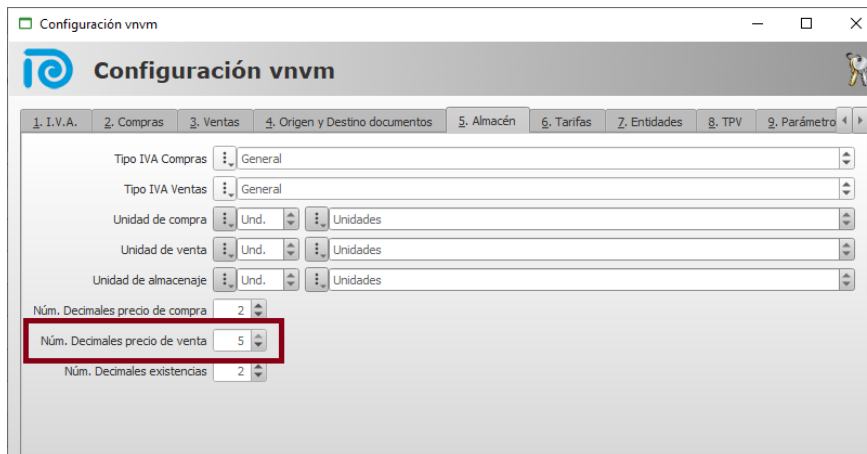 Configuración vnvm
Configuración vnvm
1. I.V.A. 2. Compras 3. Ventas 4. Origen y Destino documentos 5. Almacén 6. Tarifas 7. Entidades 8. TPV 9. Parámetro
Tipo IVA Compras General
Tipo IVA Ventas General
Unidad de compra Und. Unidades
Unidad de venta Und. Unidades
Unidad de almacenaje Und. Unidades
Núm. Decimales precio de compra 2
Núm. Decimales precio de venta 5
Núm. Decimales existencias 2